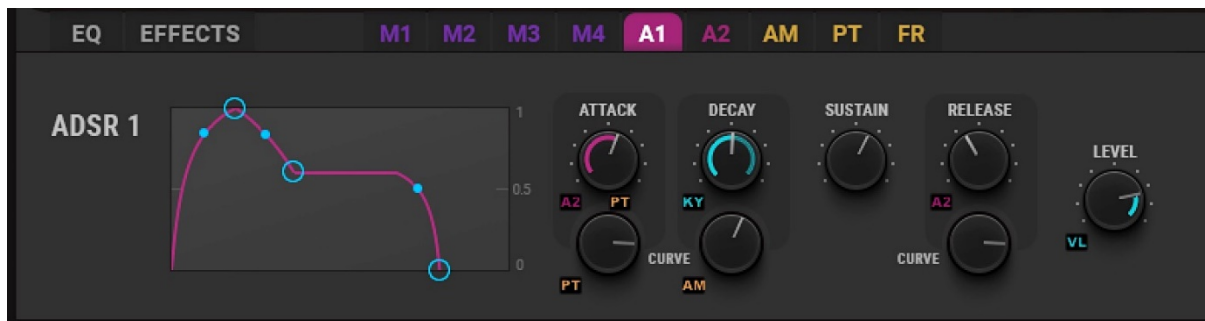 EQ EFFECTS M1 M2 M3 M4 A1 A2 AM PT FR
ADSR 1
1
0.5
0
ATTACK DECAY SUSTAIN RELEASE
LEVEL
A2 PT KY A2
VL
CURVE CURVE
PT AM